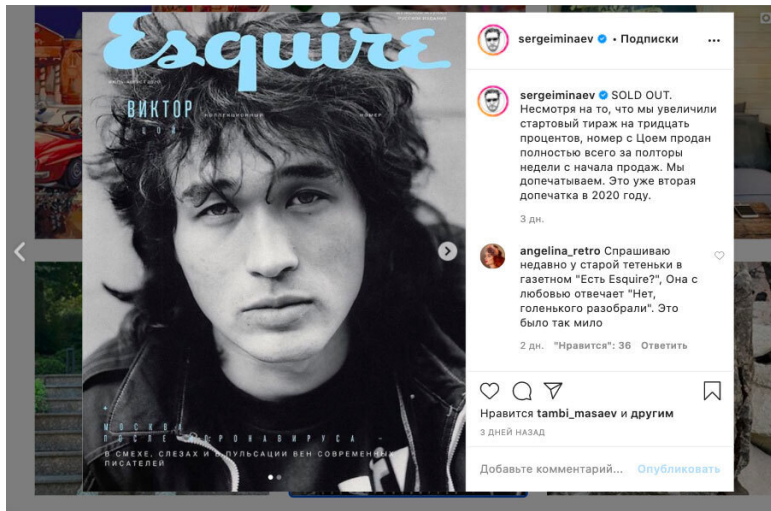 РУССКОЕ ИЗДАНИЕ
Esquire
ВИКТОР
ЦОЙ
КОЛЛЕКЦИОННЫЙ
НОМЕР
МОСКВА
ПОСЛЕ КОРОНАВИРУСА –
В СМЕХЕ, СЛЕЗАХ И В ПУЛЬСАЦИИ ВЕН СОВРЕМЕННЫХ
ПИСАТЕЛЕЙ
sergeiminaev • Подписки
sergeiminaev SOLD OUT.
Несмотря на то, что мы увеличили
стартовый тираж на тридцать
процентов, номер с Цоем продан
полностью всего за полторы
недели с начала продаж. Мы
допечатываем. Это уже вторая
допечатка в 2020 году.
3 дн.
angelina_retro Спрашиваю
недавно у старой тетеньки в
газетном "Есть Esquire?", Она с
любовью отвечает "Нет,
голенького разобрали". Это
было так мило
2 дн. "Нравится": 36 Ответить
Нравится tambi_masaev и другим
3 ДНЕЙ НАЗАД
Добавьте комментарий... Опубликовать